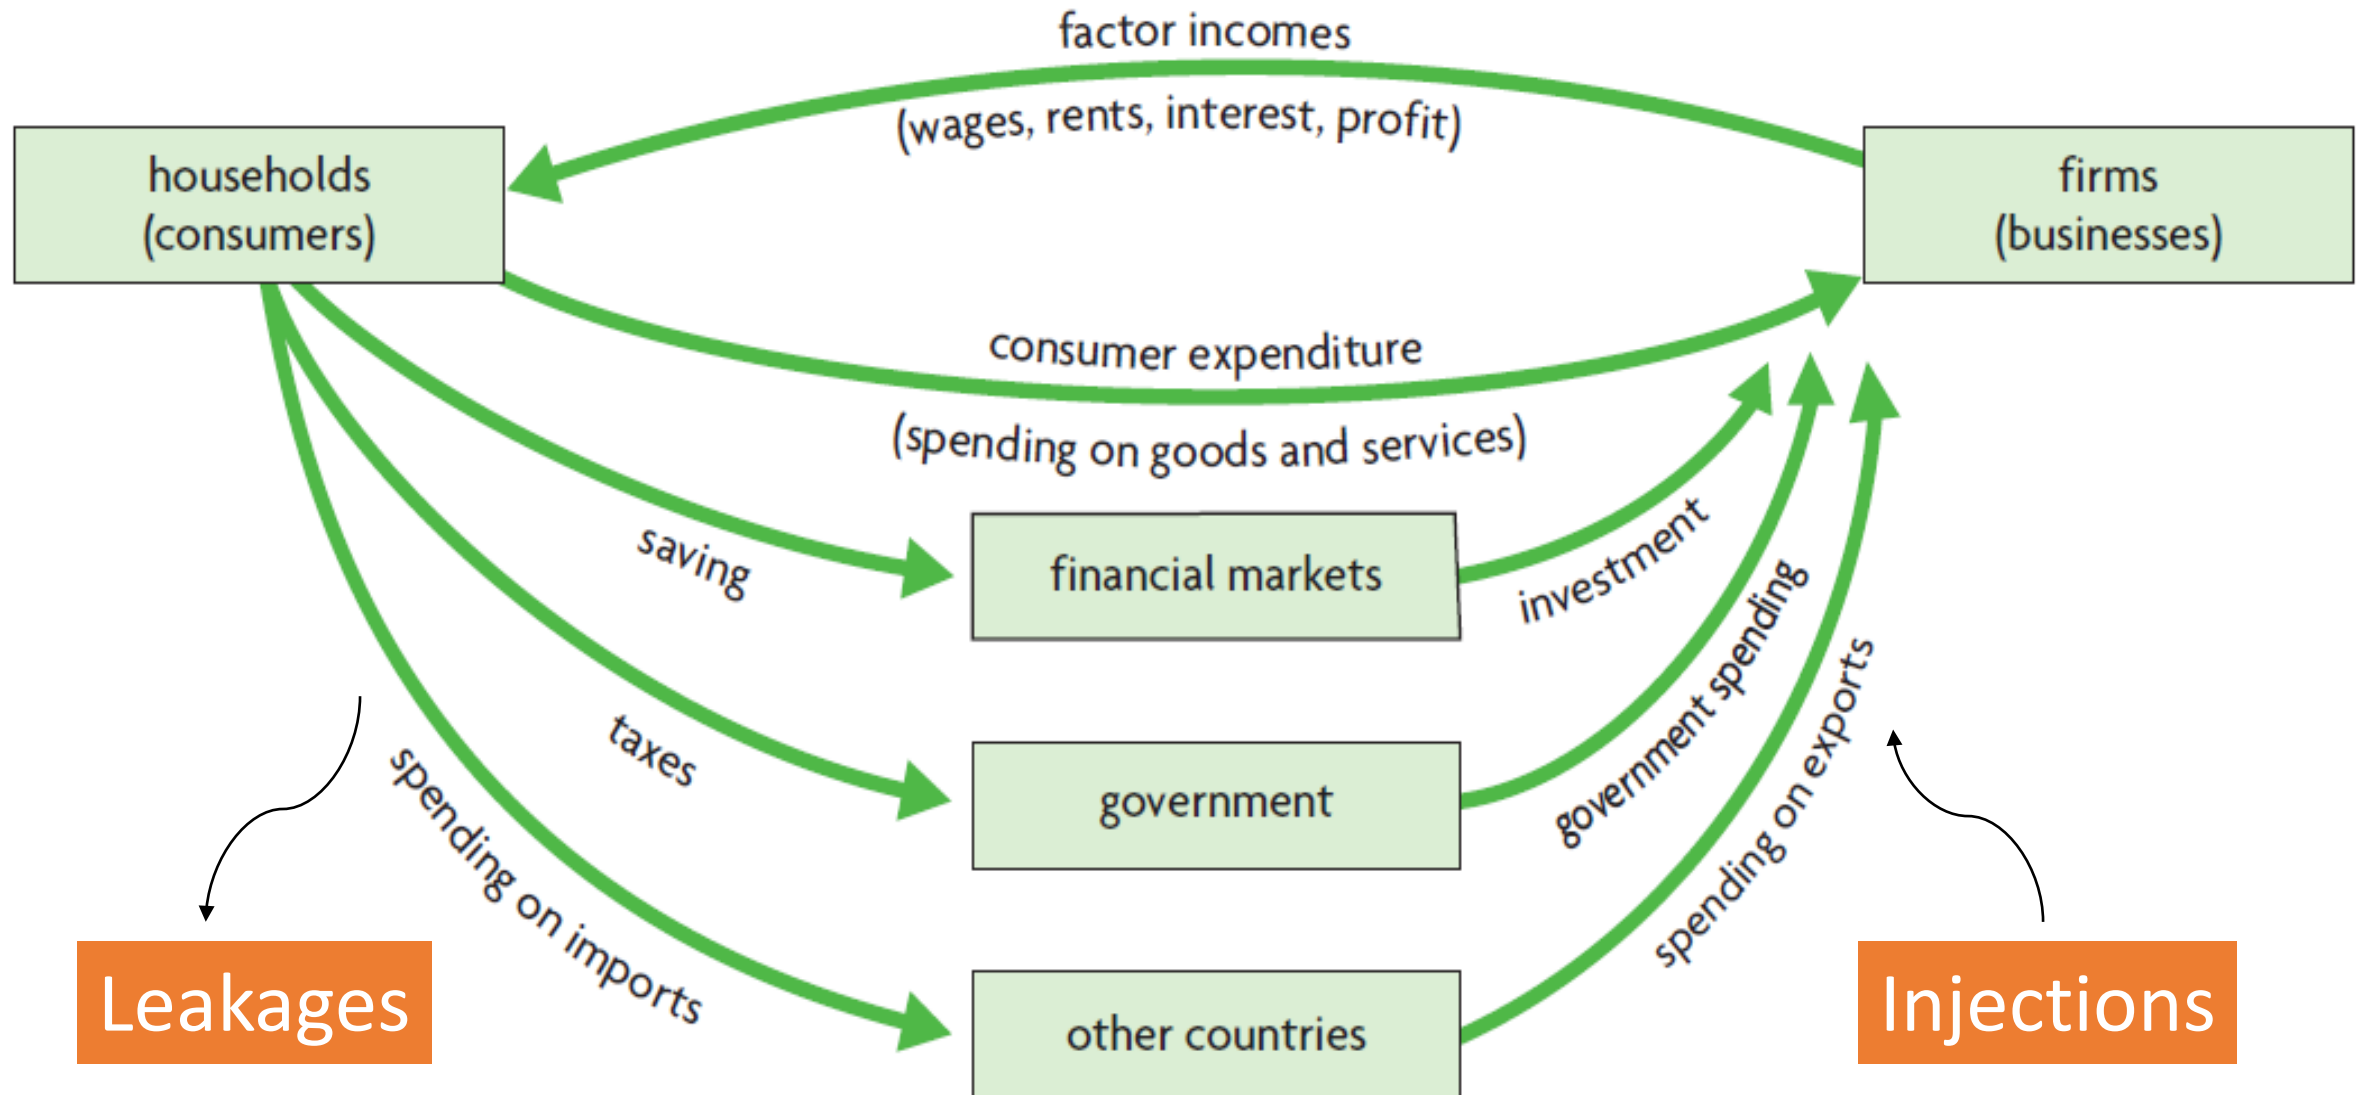 factor incomes
(wages, rents, interest, profit)
households
(consumers)
firms
(businesses)
consumer expenditure
(spending on goods and services)
saving
financial markets
investment
taxes
government
government spending
spending on imports
other countries
spending on exports
Leakages
Injections